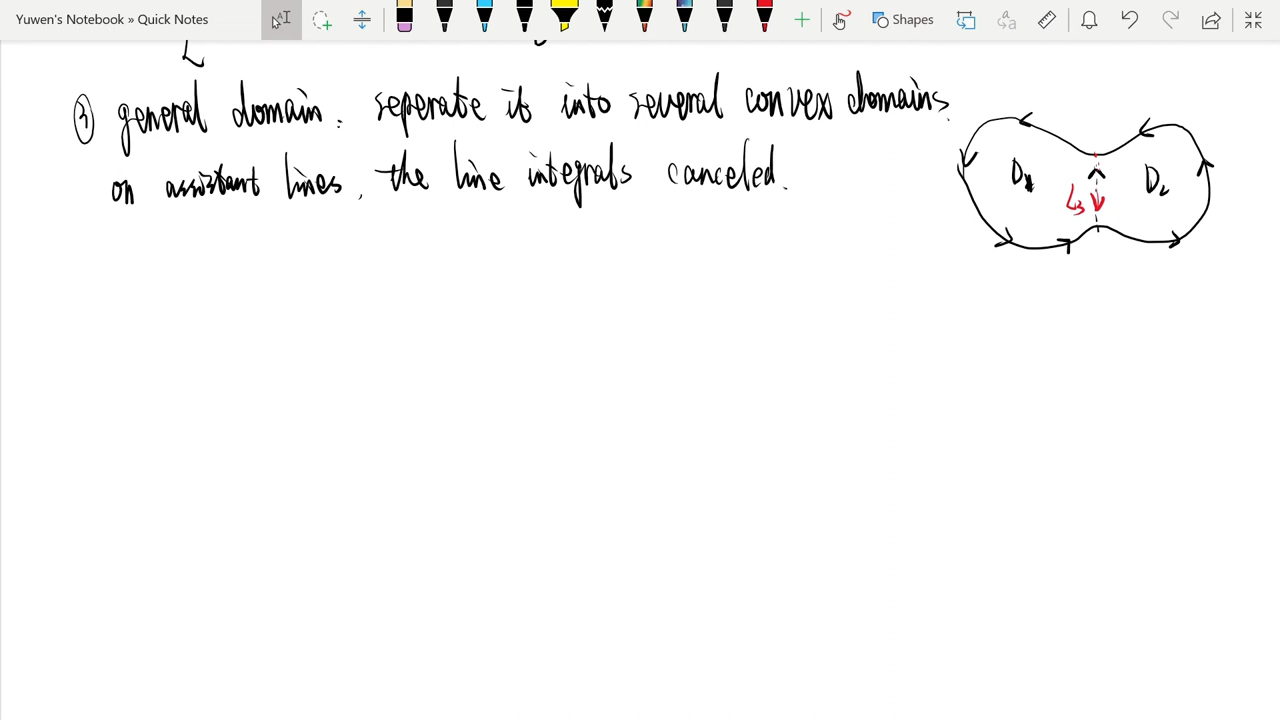 Yuwen's Notebook » Quick Notes
Shapes
L
③ general domain. seperate it into several convex domains.
on assistant lines, the line integrals canceled.
D₁
L₃
D₂